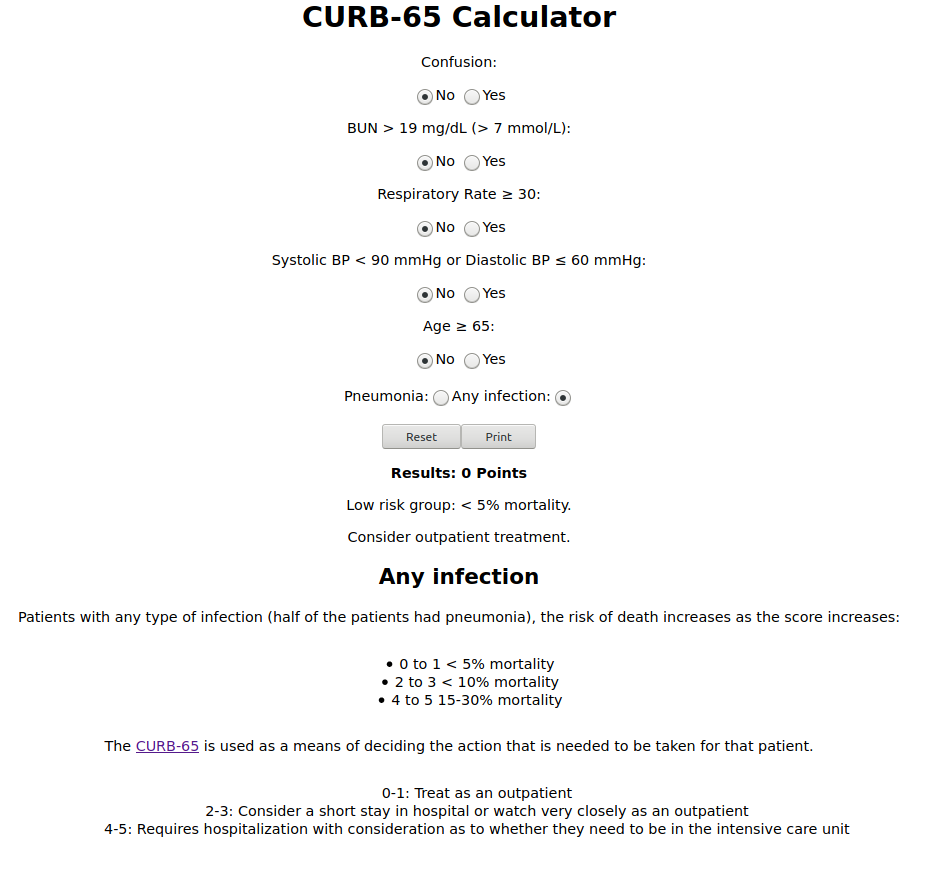 CURB-65 Calculator
Confusion:
No Yes
BUN > 19 mg/dL (> 7 mmol/L):
No Yes
Respiratory Rate ≥ 30:
No Yes
Systolic BP < 90 mmHg or Diastolic BP ≤ 60 mmHg:
No Yes
Age ≥ 65:
No Yes
Pneumonia: Any infection:
Reset Print
Results: 0 Points
Low risk group: < 5% mortality.
Consider outpatient treatment.
Any infection
Patients with any type of infection (half of the patients had pneumonia), the risk of death increases as the score increases:
• 0 to 1 < 5% mortality
• 2 to 3 < 10% mortality
• 4 to 5 15-30% mortality
The CURB-65 is used as a means of deciding the action that is needed to be taken for that patient.
0-1: Treat as an outpatient
2-3: Consider a short stay in hospital or watch very closely as an outpatient
4-5: Requires hospitalization with consideration as to whether they need to be in the intensive care unit